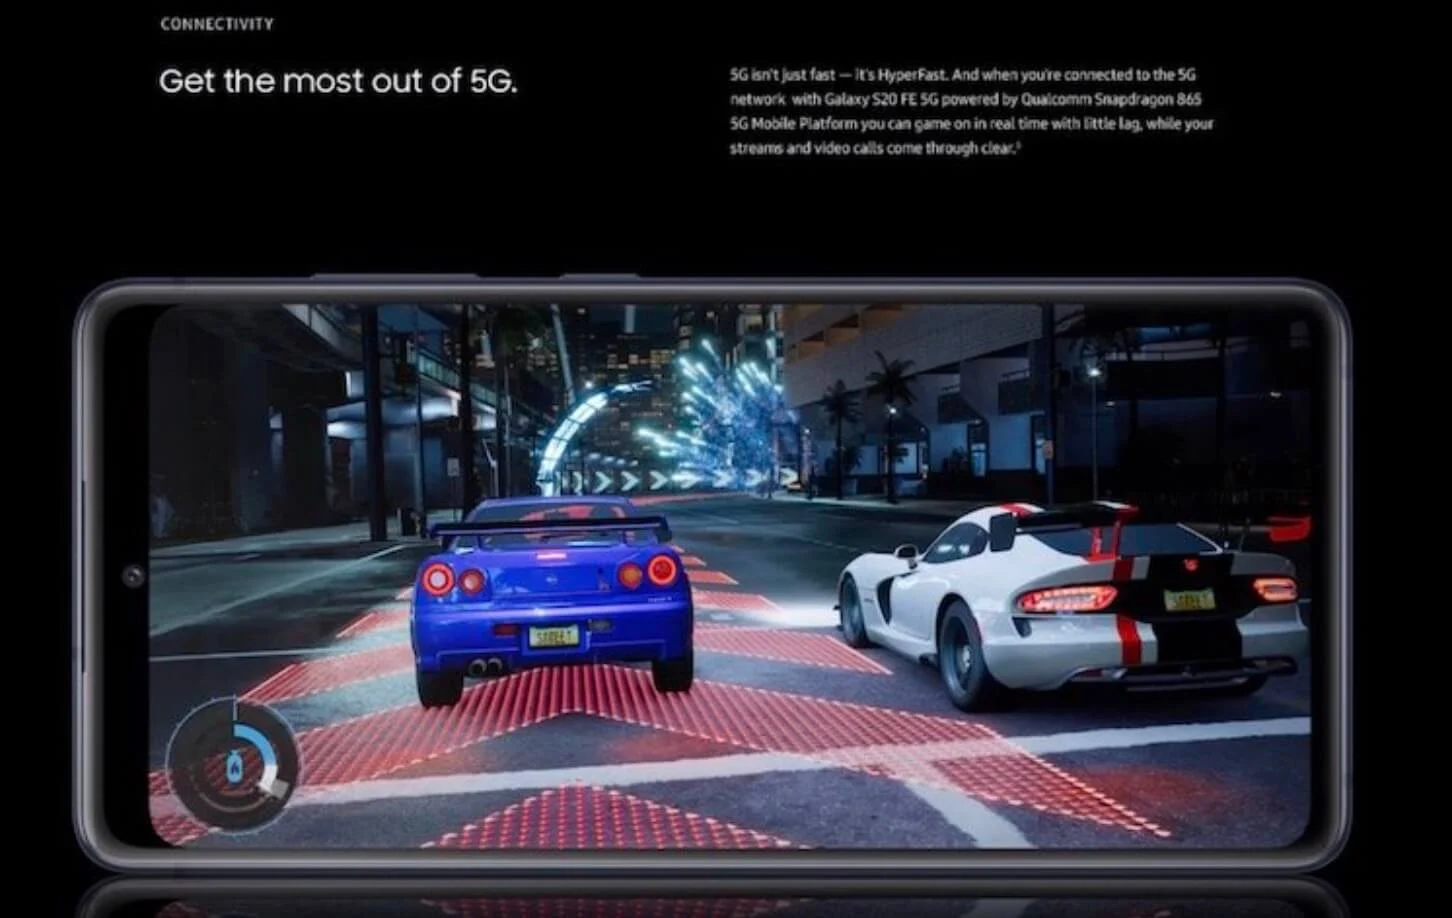 CONNECTIVITY
Get the most out of 5G.
5G isn't just fast — it's HyperFast. And when you're connected to the 5G
network with Galaxy S20 FE 5G powered by Qualcomm Snapdragon 865
5G Mobile Platform you can game on in real time with little lag, while your
streams and video calls come through clear.